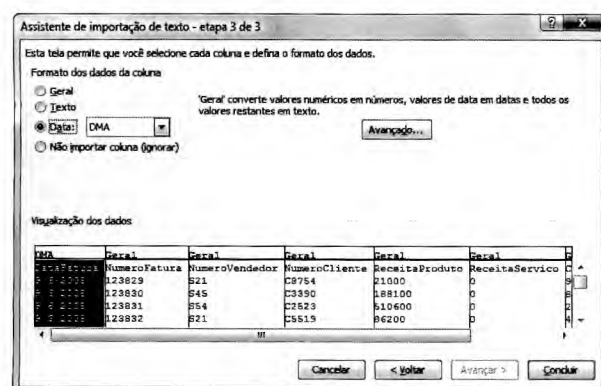 Assistente de importação de texto - etapa 3 de 3
Esta tela permite que você selecione cada coluna e defina o formato dos dados.
Formato dos dados da coluna
Geral
Texto
Data: DMA
Não importar coluna (ignorar)
'Geral' converte valores numéricos em números, valores de data em datas e todos os
valores restantes em texto.
Avançado...
Visualização dos dados
DMA Geral Geral Geral Geral Geral G
DataFatura NumeroFatura NumeroVendedor NumeroCliente ReceitaProduto ReceitaServico C
123829 S21 C8754 21000 0 9
123830 S45 C3390 188100 0
123831 S54 C2523 510600 0 2
123832 S21 C5519 86200 0 4
Cancelar < Voltar Avançar > Concluir